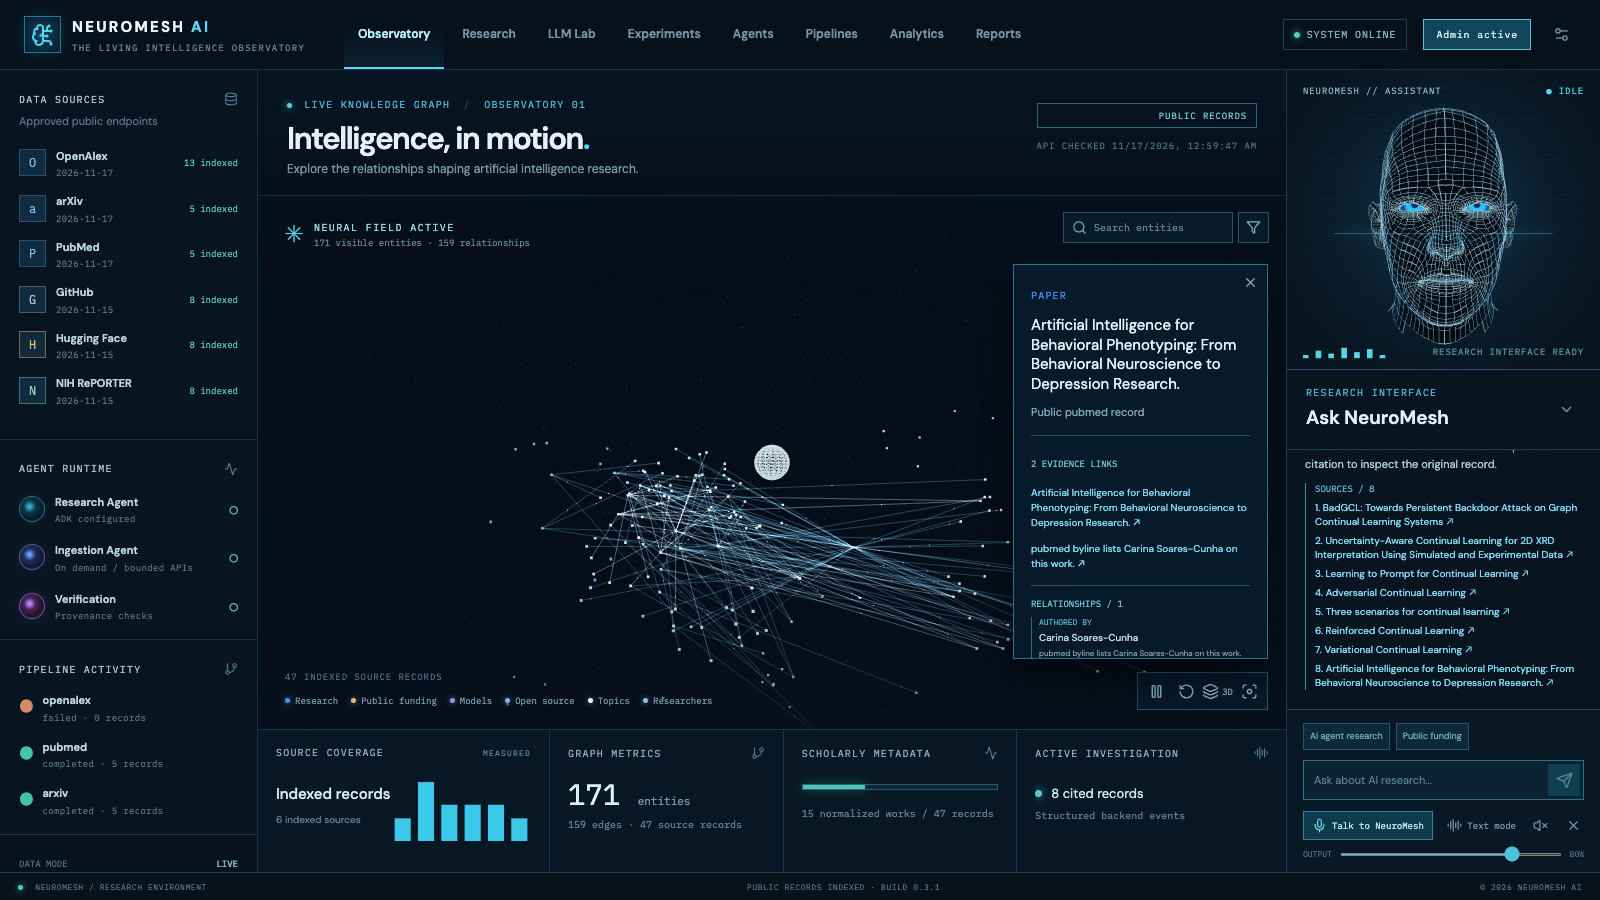 NEUROMESH AI
THE LIVING INTELLIGENCE OBSERVATORY
Observatory
Research
LLM Lab
Experiments
Agents
Pipelines
Analytics
Reports
SYSTEM ONLINE
Admin active
DATA SOURCES
Approved public endpoints
O
OpenAlex
2026-11-17
13 indexed
a
arXiv
2026-11-17
5 indexed
P
PubMed
2026-11-17
5 indexed
G
GitHub
2026-11-15
8 indexed
H
Hugging Face
2026-11-15
8 indexed
N
NIH RePORTER
2026-11-15
8 indexed
AGENT RUNTIME
Research Agent
ADK configured
Ingestion Agent
On demand / bounded APIs
Verification
Provenance checks
PIPELINE ACTIVITY
openalex
failed · 0 records
pubmed
completed · 5 records
arxiv
completed · 5 records
DATA MODE
LIVE
LIVE KNOWLEDGE GRAPH / OBSERVATORY 01
Intelligence, in motion.
Explore the relationships shaping artificial intelligence research.
PUBLIC RECORDS
API CHECKED 11/17/2026, 12:59:47 AM
NEURAL FIELD ACTIVE
171 visible entities · 159 relationships
Search entities
PAPER
Artificial Intelligence for
Behavioral Phenotyping: From
Behavioral Neuroscience to
Depression Research.
Public pubmed record
2 EVIDENCE LINKS
Artificial Intelligence for Behavioral
Phenotyping: From Behavioral Neuroscience to
Depression Research. ↗
pubmed byline lists Carina Soares-Cunha on
this work. ↗
RELATIONSHIPS / 1
AUTHORED BY
Carina Soares-Cunha
pubmed byline lists Carina Soares-Cunha on this work.
47 INDEXED SOURCE RECORDS
Research
Public funding
Models
Open source
Topics
Researchers
3D
SOURCE COVERAGE
MEASURED
Indexed records
6 indexed sources
GRAPH METRICS
171 entities
159 edges · 47 source records
SCHOLARLY METADATA
15 normalized works / 47 records
ACTIVE INVESTIGATION
8 cited records
Structured backend events
NEUROMESH // ASSISTANT
IDLE
RESEARCH INTERFACE READY
RESEARCH INTERFACE
Ask NeuroMesh
citation to inspect the original record.
SOURCES / 8
1. BadGCL: Towards Persistent Backdoor Attack on Graph
Continual Learning Systems ↗
2. Uncertainty-Aware Continual Learning for 2D XRD
Interpretation Using Simulated and Experimental Data ↗
3. Learning to Prompt for Continual Learning ↗
4. Adversarial Continual Learning ↗
5. Three scenarios for continual learning ↗
6. Reinforced Continual Learning ↗
7. Variational Continual Learning ↗
8. Artificial Intelligence for Behavioral Phenotyping: From
Behavioral Neuroscience to Depression Research. ↗
AI agent research
Public funding
Ask about AI research...
Talk to NeuroMesh
Text mode
OUTPUT
80%
NEUROMESH / RESEARCH ENVIRONMENT
PUBLIC RECORDS INDEXED · BUILD 0.3.1
© 2026 NEUROMESH AI